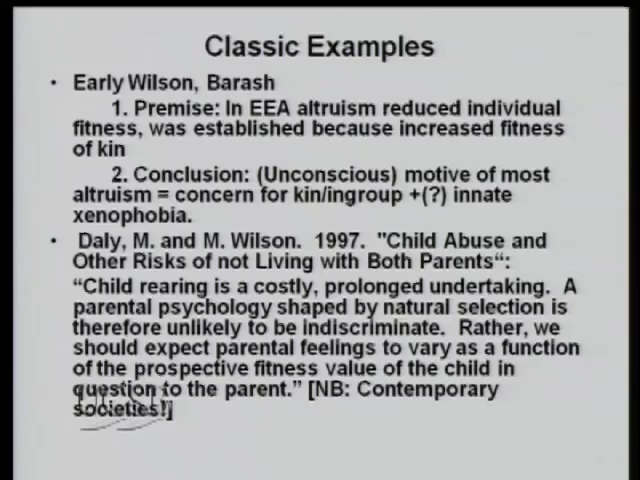 Classic Examples
• Early Wilson, Barash
1. Premise: In EEA altruism reduced individual
fitness, was established because increased fitness
of kin
2. Conclusion: (Unconscious) motive of most
altruism = concern for kin/ingroup +(?) innate
xenophobia.
• Daly, M. and M. Wilson. 1997. "Child Abuse and
Other Risks of not Living with Both Parents“:
“Child rearing is a costly, prolonged undertaking. A
parental psychology shaped by natural selection is
therefore unlikely to be indiscriminate. Rather, we
should expect parental feelings to vary as a function
of the prospective fitness value of the child in
question to the parent.” [NB: Contemporary
societies!]